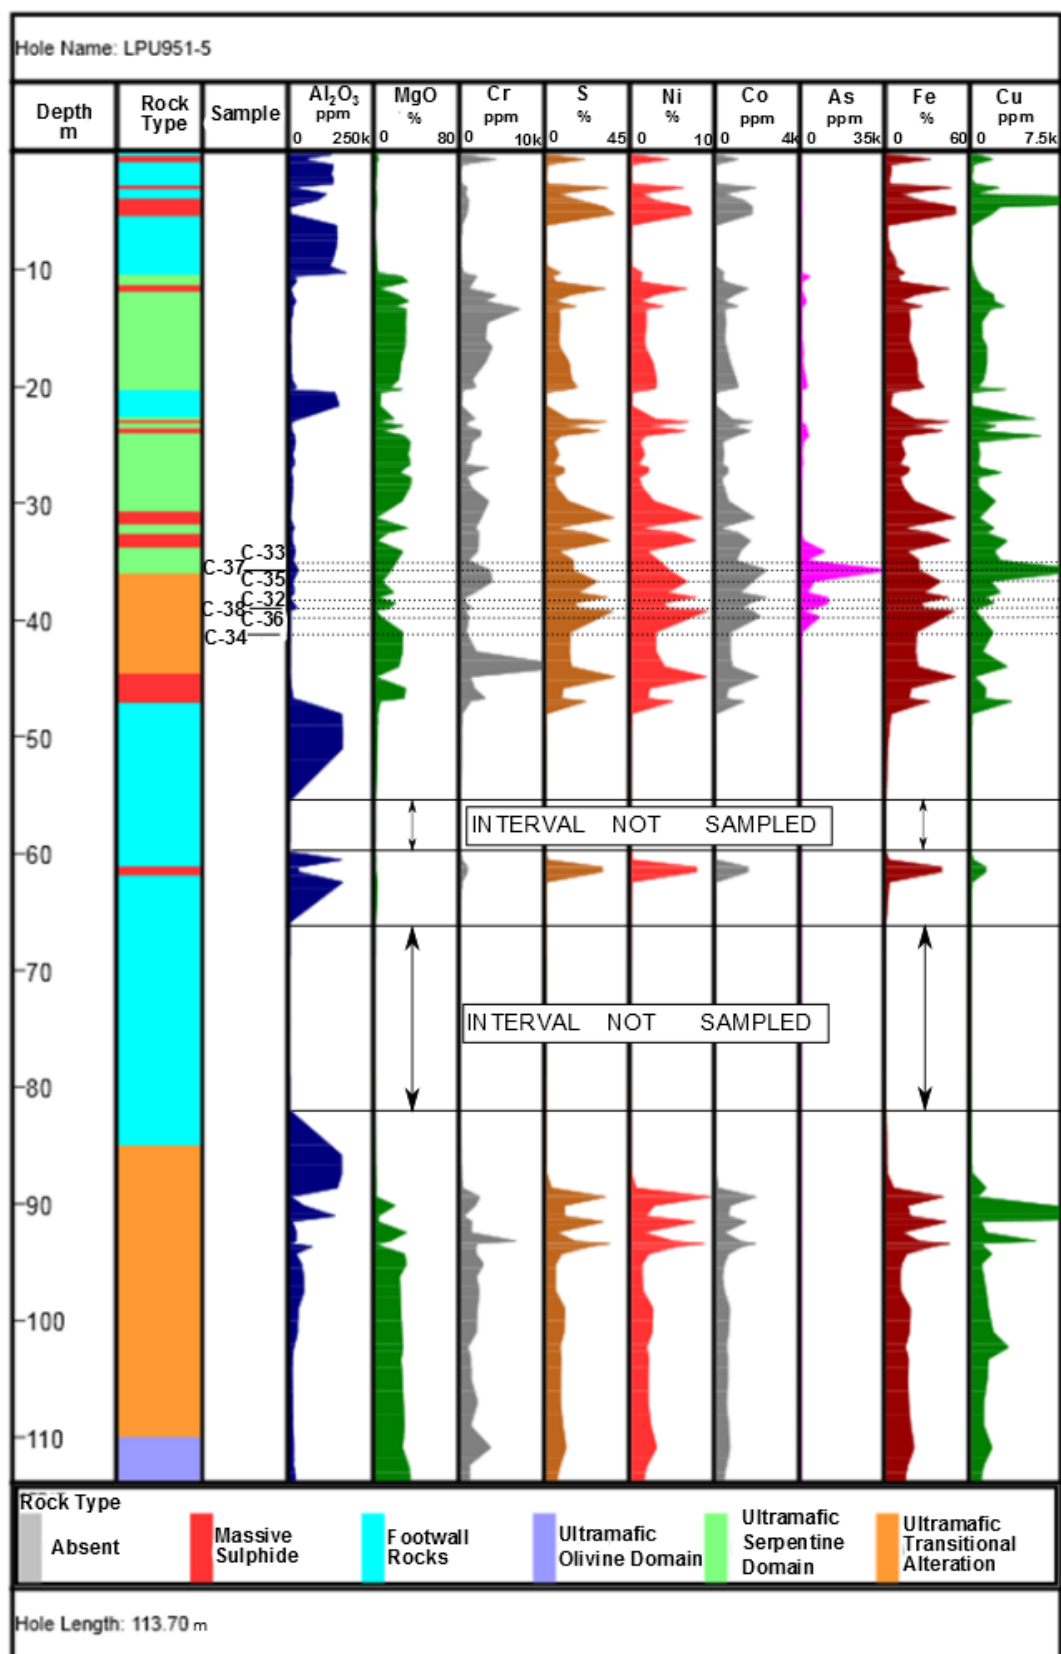 Hole Name: LPU951-5
Depth m
Rock Type
Sample
Al₂O₃ ppm 0 250k
MgO % 0 80
Cr ppm 0 10k
S % 0 45
Ni % 0 10
Co ppm 0 4k
As ppm 0 35k
Fe % 0 60
Cu ppm 0 7.5k
10
20
30
C-33
C-37
C-35
C-32
C-38
C-36
40
C-34
50
INTERVAL NOT SAMPLED
60
70
INTERVAL NOT SAMPLED
80
90
100
110
Rock Type
Absent
Massive Sulphide
Footwall Rocks
Ultramafic Olivine Domain
Ultramafic Serpentine Domain
Ultramafic Transitional Alteration
Hole Length: 113.70 m